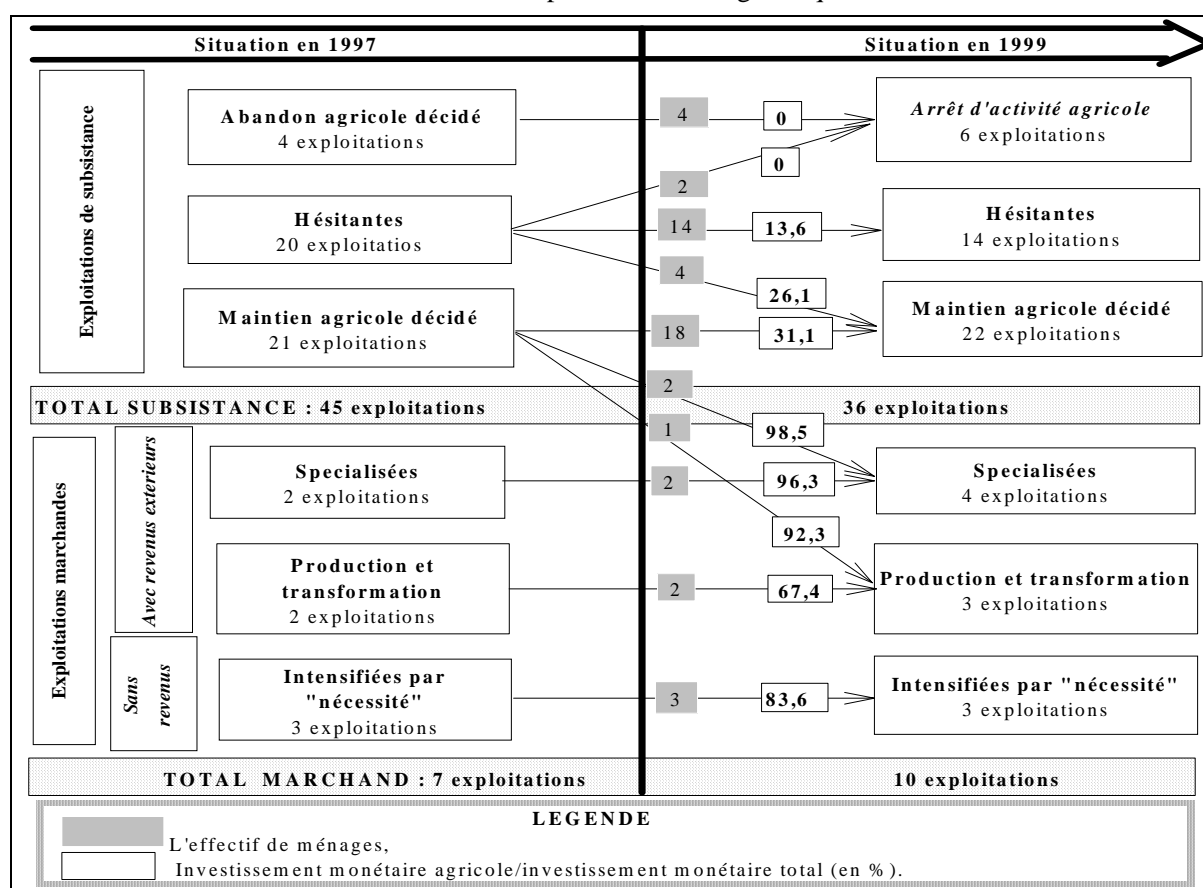 Situation en 1997
Situation en 1999
Exploitations de subsistance
Abandon agricole décidé
4 exploitations
4
0
Arrêt d'activité agricole
6 exploitations
0
2
Hésitantes
20 exploitatios
14
13,6
Hésitantes
14 exploitations
4
26,1
Maintien agricole décidé
21 exploitations
18
31,1
Maintien agricole décidé
22 exploitations
2
TOTAL SUBSISTANCE : 45 exploitations
36 exploitations
1
98,5
Exploitations marchandes
Avec revenus exterieurs
Specialisées
2 exploitations
2
96,3
Specialisées
4 exploitations
92,3
Production et
transformation
2 exploitations
2
67,4
Production et transformation
3 exploitations
Sans
revenus
Intensifiées par
"nécessité"
3 exploitations
3
83,6
Intensifiées par "nécessité"
3 exploitations
TOTAL MARCHAND : 7 exploitations
10 exploitations
LEGENDE
L'effectif de ménages,
Investissement monétaire agricole/investissement monétaire total (en %).